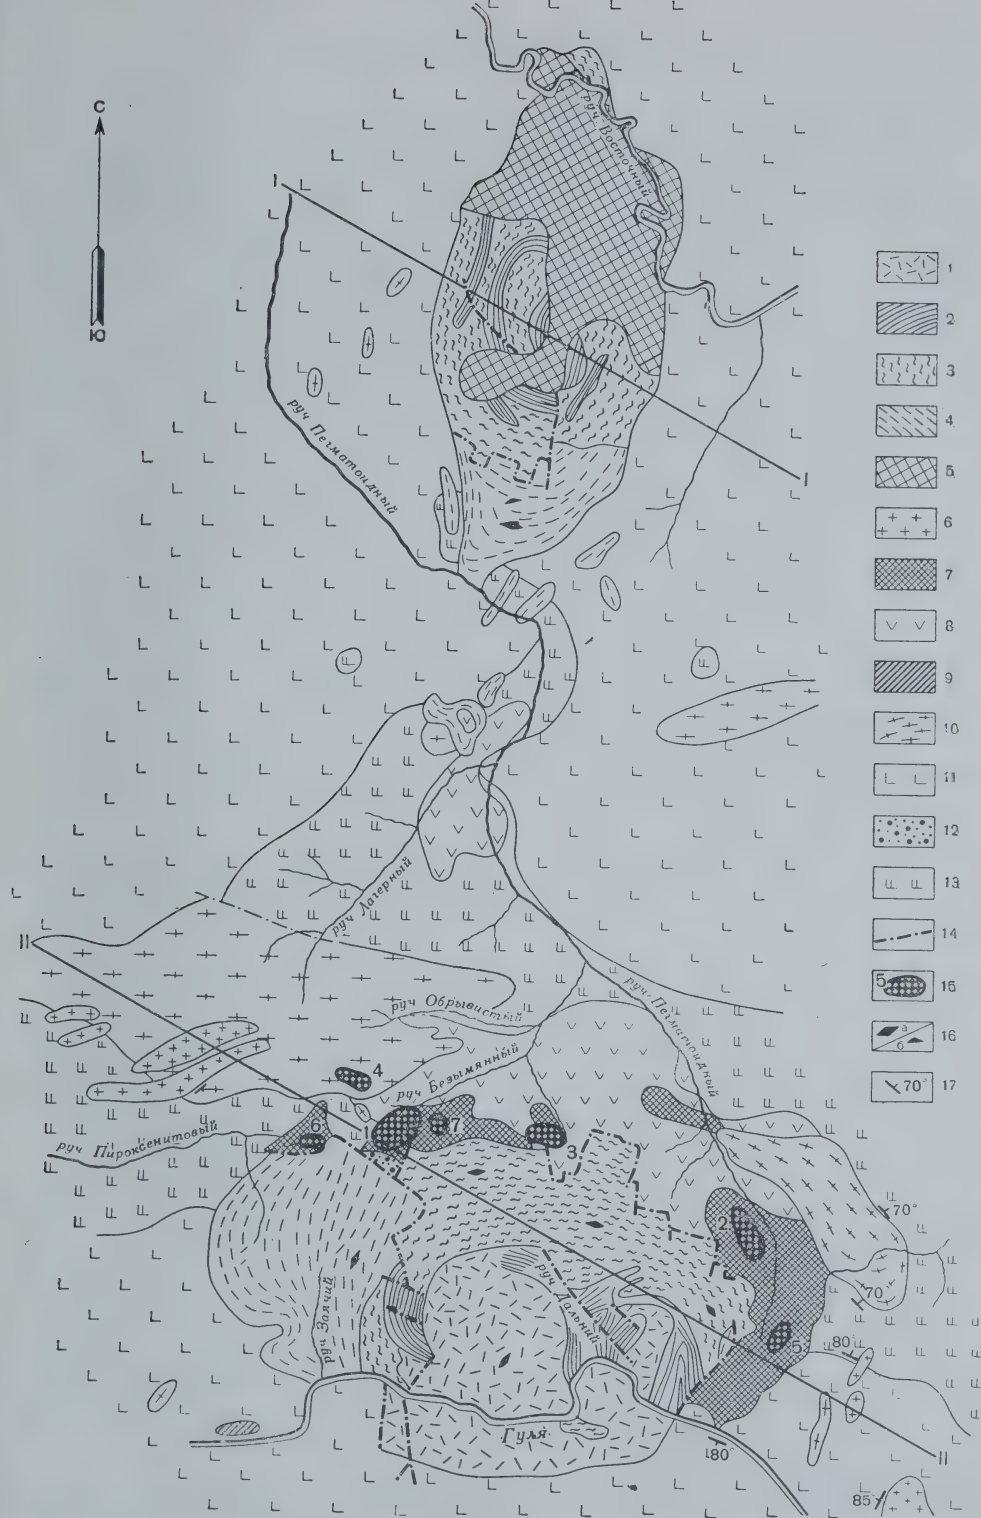 С
Ю
руч. Восточный
I
руч Пегматоидный
I
1
2
3
4
5
6
7
8
9
10
11
12
13
14
5 15
а
б 16
70° 17
руч Лагерный
II
руч Обрывистый
руч. Пегматоидный
руч Безымянный
руч Пироксенитовый
4
6
1
7
3
2
5
70°
70
80°
руч Заячий
руч Дальний
Гуля
80°
II
85°